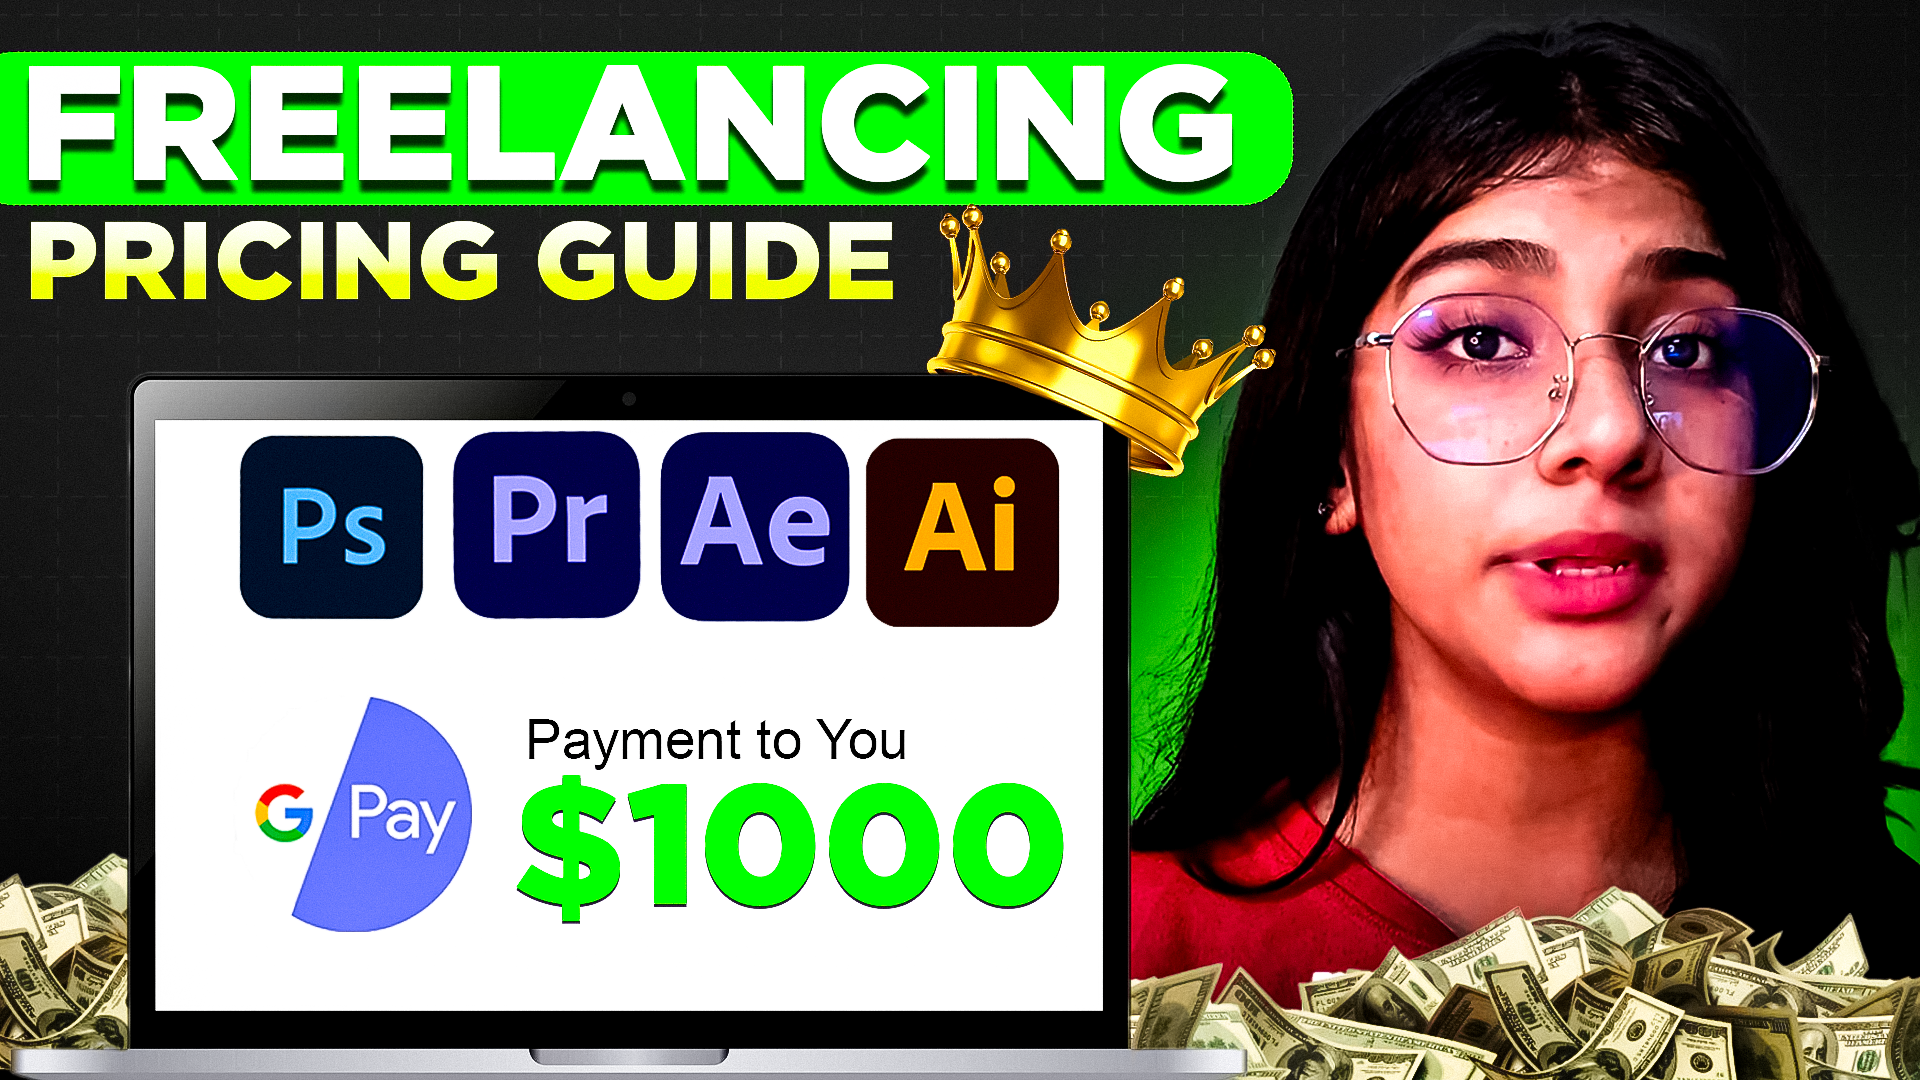 FREELANCING
PRICING GUIDE
Ps Pr Ae Ai
G Pay
Payment to You
$1000